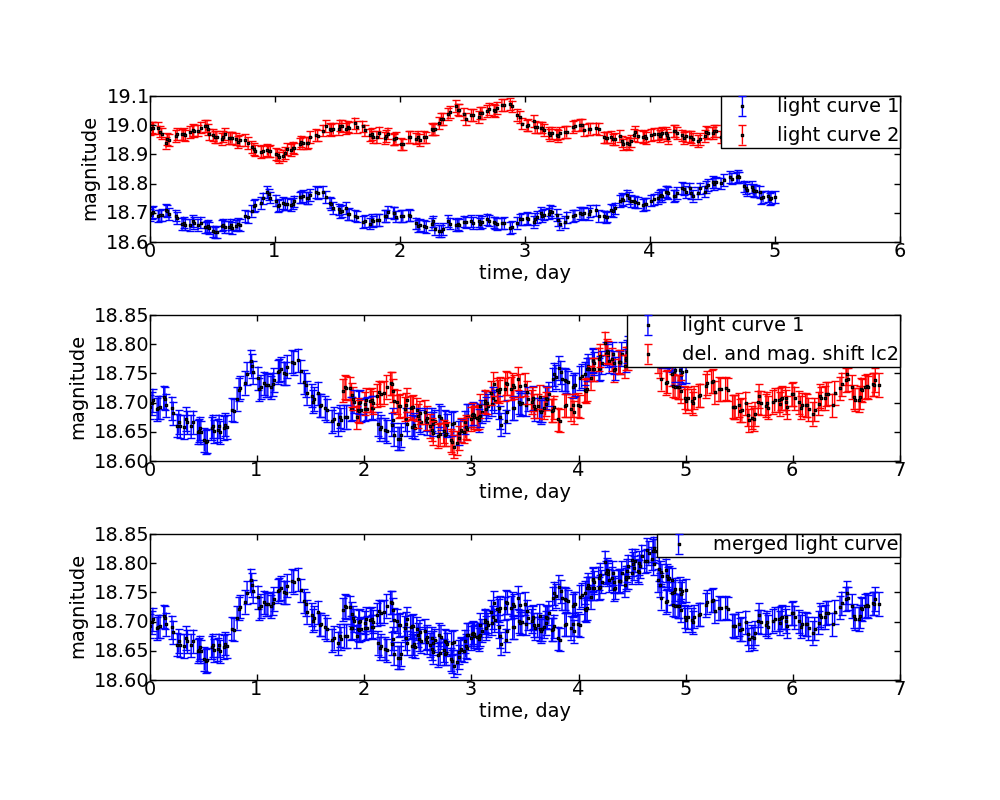 19.1
19.0
18.9
18.8
18.7
18.6
magnitude
light curve 1
light curve 2
0 1 2 3 4 5 6
time, day
18.85
18.80
18.75
18.70
18.65
18.60
magnitude
light curve 1
del. and mag. shift lc2
0 1 2 3 4 5 6 7
time, day
18.85
18.80
18.75
18.70
18.65
18.60
magnitude
merged light curve
0 1 2 3 4 5 6 7
time, day